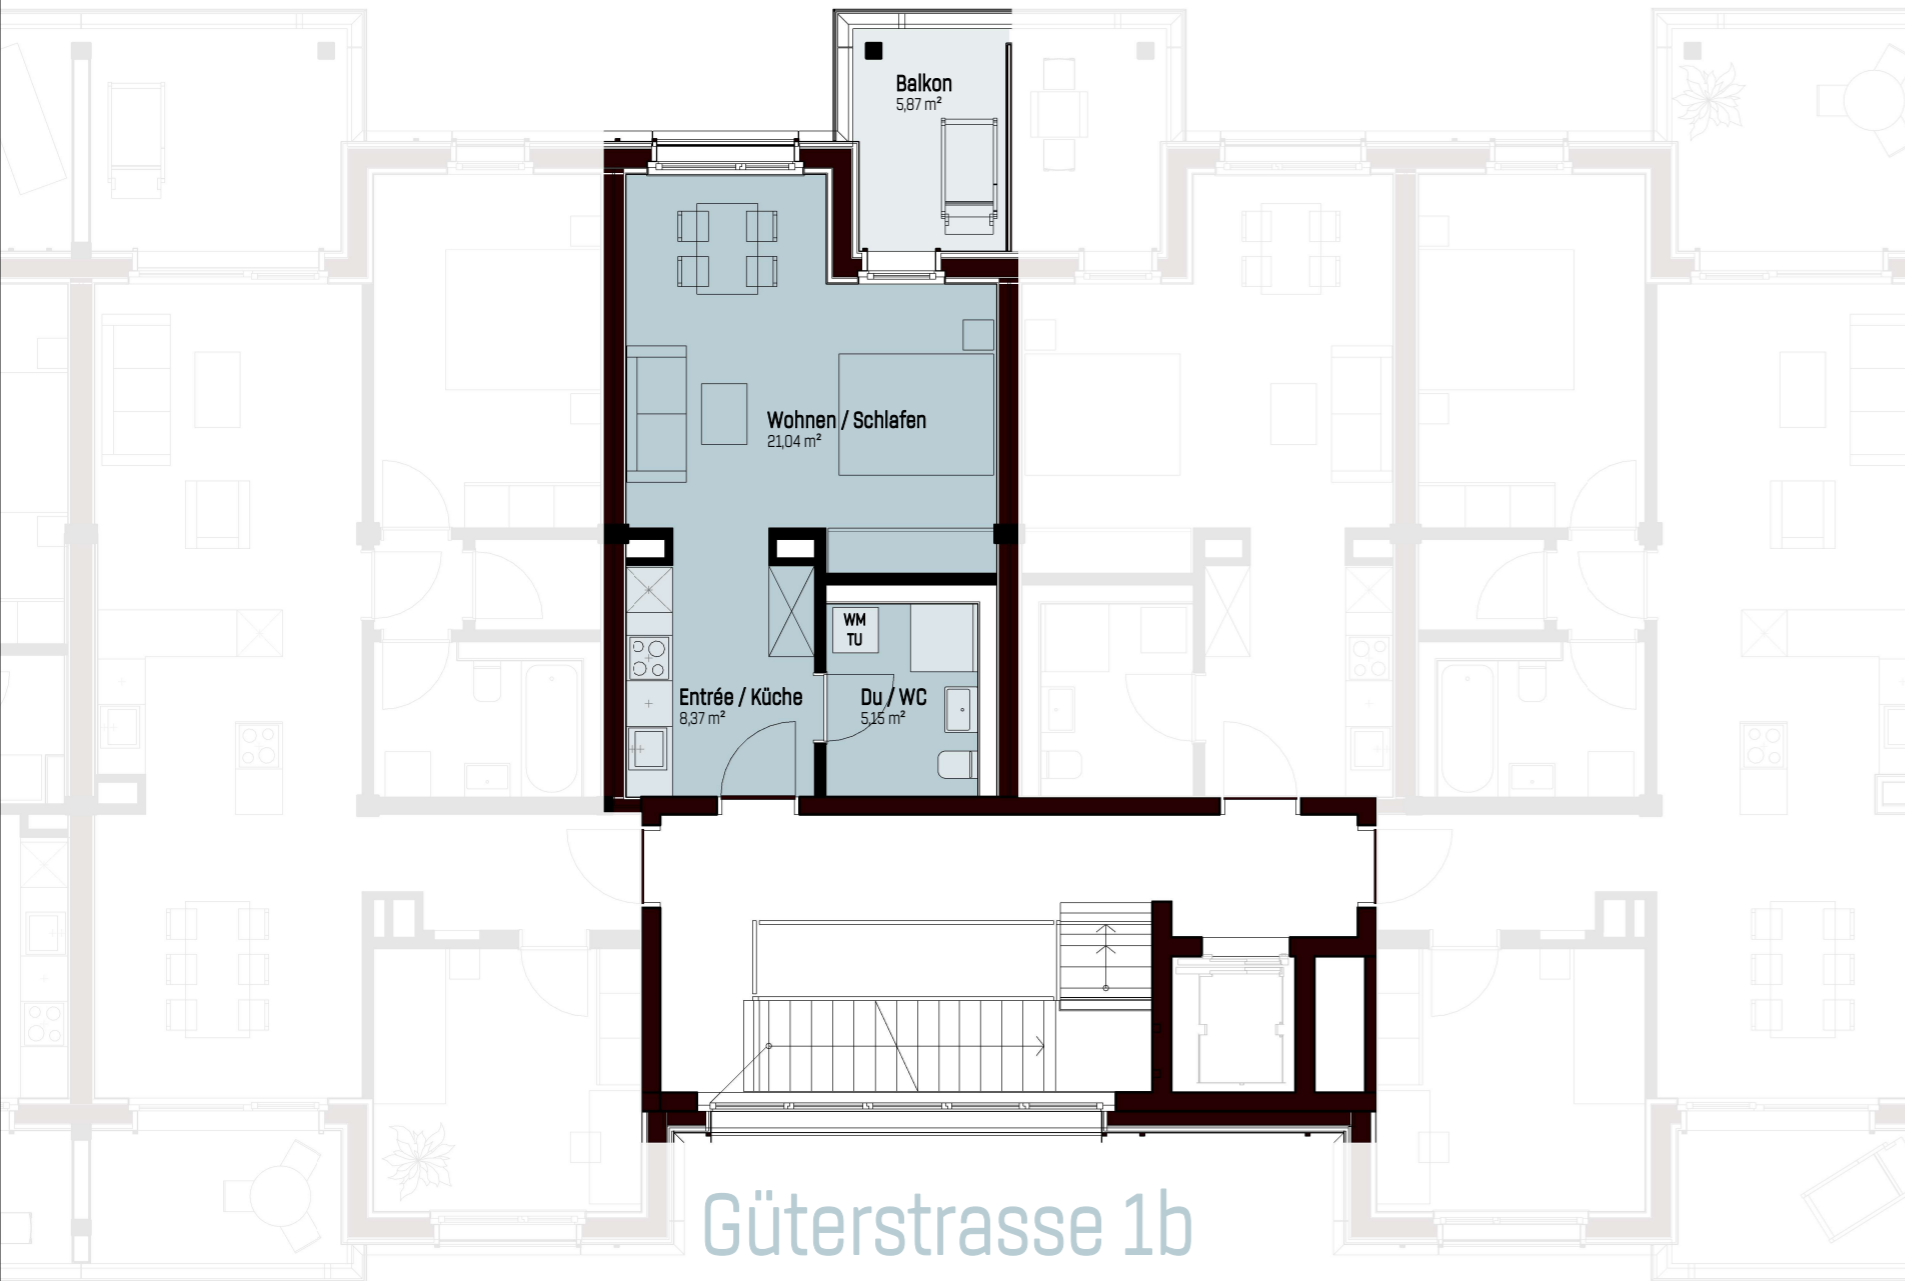 Balkon
5,87 m²
Wohnen / Schlafen
21,04 m²
WM
TU
Entrée / Küche
8,37 m²
Du / WC
5,15 m²
Güterstrasse 1b